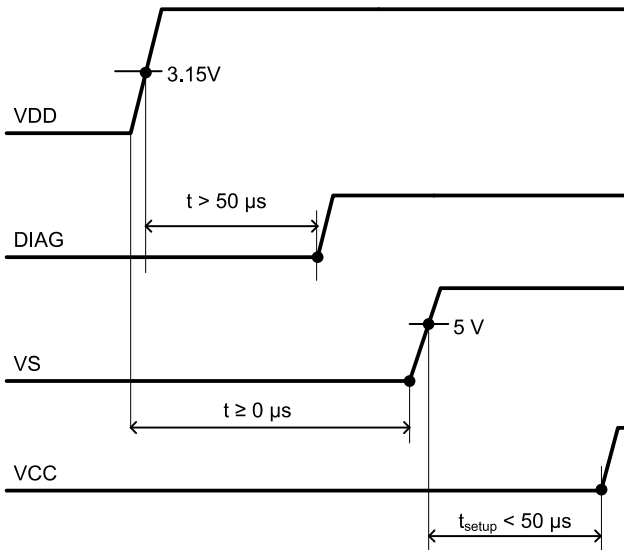 3.15V
VDD
t > 50 μs
DIAG
5 V
VS
t ≥ 0 μs
VCC
tsetup < 50 μs